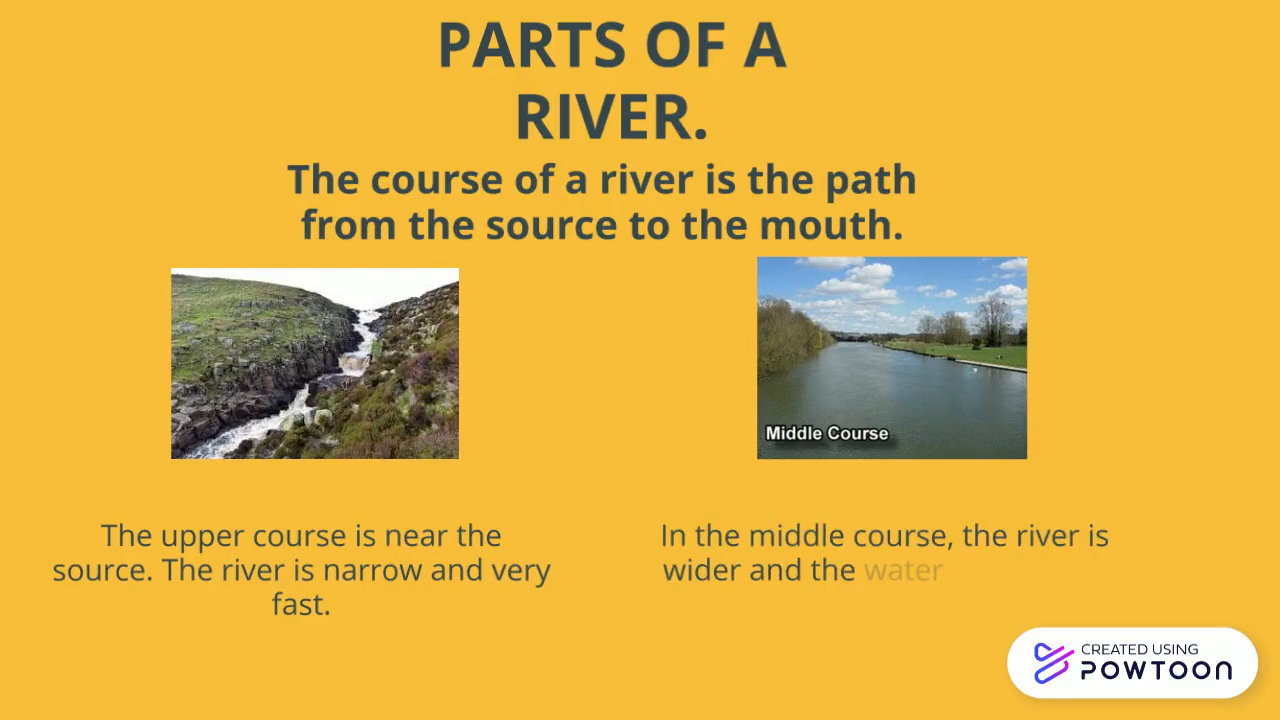 PARTS OF A
RIVER.
The course of a river is the path
from the source to the mouth.
Middle Course
The upper course is near the
source. The river is narrow and very
fast.
In the middle course, the river is
wider and the water
CREATED USING
POWTOON